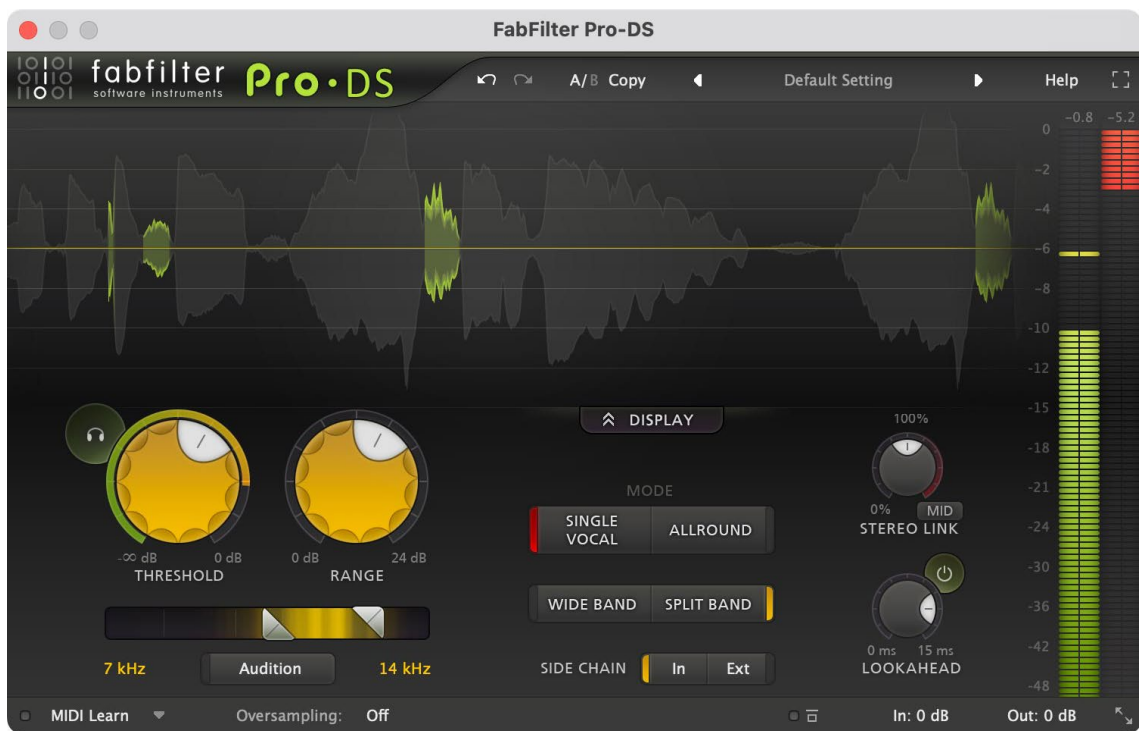 FabFilter Pro-DS
fabfilter
software instruments
Pro·DS
A/B Copy
Default Setting
Help
-0.8 -5.2
0
-2
-4
-6
-8
-10
-12
-15
-18
-21
-24
-30
-36
-42
-48
DISPLAY
-∞ dB 0 dB
THRESHOLD
0 dB 24 dB
RANGE
MODE
SINGLE
VOCAL
ALLROUND
WIDE BAND SPLIT BAND
SIDE CHAIN In Ext
100%
0% MID
STEREO LINK
0 ms 15 ms
LOOKAHEAD
7 kHz Audition 14 kHz
MIDI Learn Oversampling: Off In: 0 dB Out: 0 dB